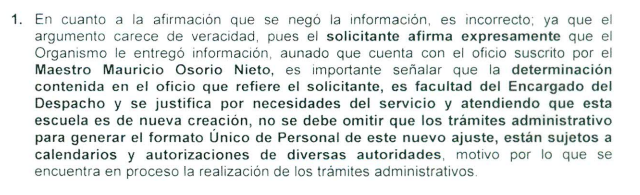 1. En cuanto a la afirmación que se negó la información, es incorrecto; ya que el
argumento carece de veracidad, pues el solicitante afirma expresamente que el
Organismo le entregó información, aunado que cuenta con el oficio suscrito por el
Maestro Mauricio Osorio Nieto, es importante señalar que la determinación
contenida en el oficio que refiere el solicitante, es facultad del Encargado del
Despacho y se justifica por necesidades del servicio y atendiendo que esta
escuela es de nueva creación, no se debe omitir que los trámites administrativo
para generar el formato Único de Personal de este nuevo ajuste, están sujetos a
calendarios y autorizaciones de diversas autoridades, motivo por lo que se
encuentra en proceso la realización de los trámites administrativos.